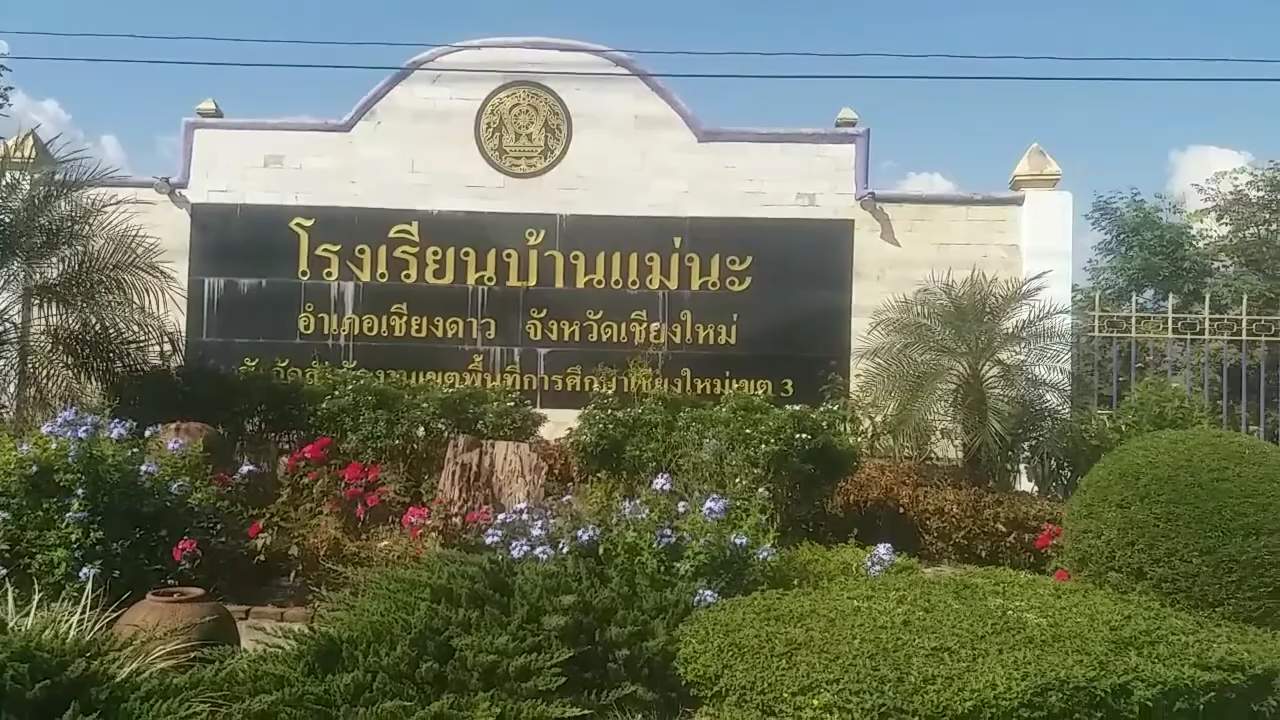 โรงเรียนบ้านแม่นะ
อำเภอเชียงดาว จังหวัดเชียงใหม่
เขตพื้นที่การศึกษาเชียงใหม่เขต 3